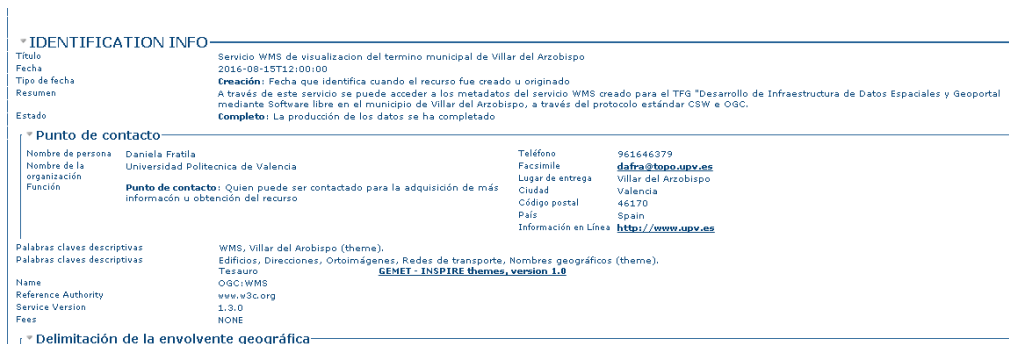 IDENTIFICATION INFO
Título Servicio WMS de visualizacion del termino municipal de Villar del Arzobispo
Fecha 2016-08-15T12:00:00
Tipo de fecha Creación: Fecha que identifica cuando el recurso fue creado u originado
Resumen A través de este servicio se puede acceder a los metadatos del servicio WMS creado para el TFG "Desarrollo de Infraestructura de Datos Espaciales y Geoportal
mediante Software libre en el municipio de Villar del Arzobispo, a través del protocolo estándar CSW e OGC.
Estado Completo: La producción de los datos se ha completado
Punto de contacto
Nombre de persona Daniela Fratila
Nombre de la organización Universidad Politecnica de Valencia
Función Punto de contacto: Quien puede ser contactado para la adquisición de más
informacón u obtención del recurso
Teléfono 961646379
Facsimile dafra@topo.upv.es
Lugar de entrega Villar del Arzobispo
Ciudad Valencia
Código postal 46170
País Spain
Información en Línea http://www.upv.es
Palabras claves descriptivas WMS, Villar del Arobispo (theme).
Palabras claves descriptivas Edificios, Direcciones, Ortoimágenes, Redes de transporte, Nombres geográficos (theme).
Tesauro GEMET - INSPIRE themes, version 1.0
Name OGC:WMS
Reference Authority www.w3c.org
Service Version 1.3.0
Fees NONE
Delimitación de la envolvente geográfica